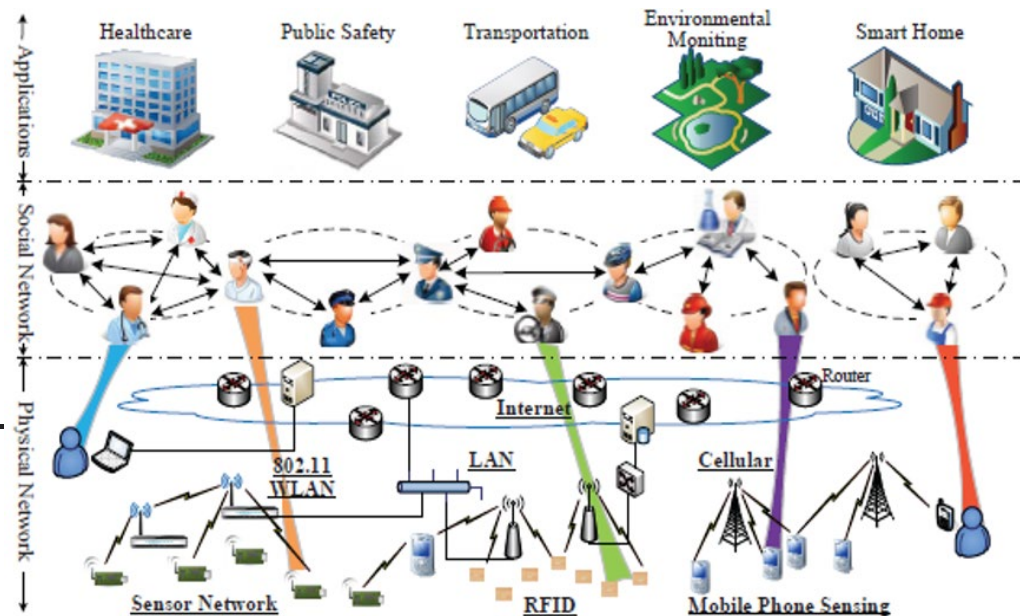 Applications
Healthcare
Public Safety
Transportation
Environmental
Moniting
Smart Home
POLICE
Social Network
Physical Network
Router
Internet
802.11
WLAN
LAN
Cellular
Sensor Network
RFID
Mobile Phone Sensing